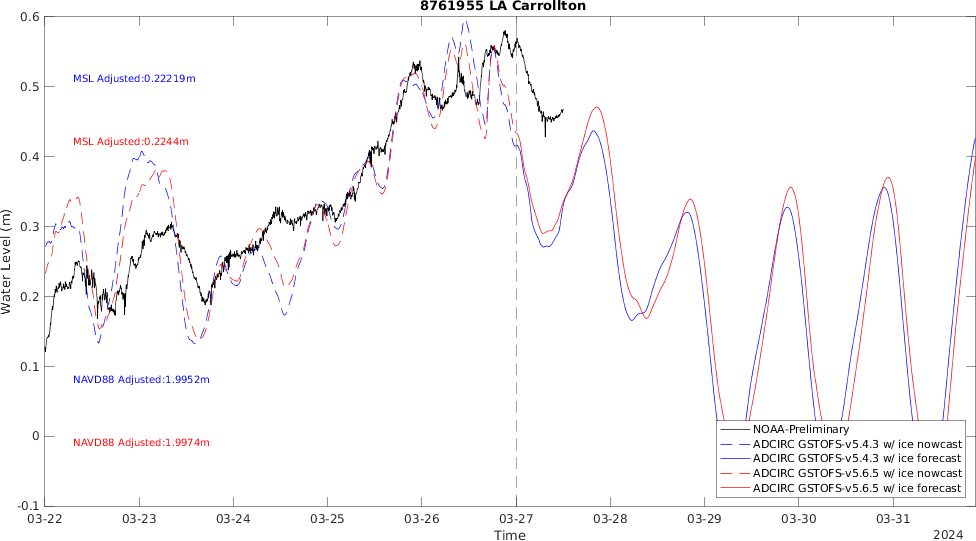 8761955 LA Carrollton
Water Level (m)
0.6
0.5
0.4
0.3
0.2
0.1
0
-0.1
MSL Adjusted:0.22219m
MSL Adjusted:0.2244m
NAVD88 Adjusted:1.9952m
NAVD88 Adjusted:1.9974m
NOAA-Preliminary
ADCIRC GSTOFS-v5.4.3 w/ ice nowcast
ADCIRC GSTOFS-v5.4.3 w/ ice forecast
ADCIRC GSTOFS-v5.6.5 w/ ice nowcast
ADCIRC GSTOFS-v5.6.5 w/ ice forecast
03-22 03-23 03-24 03-25 03-26 03-27 03-28 03-29 03-30 03-31
Time
2024